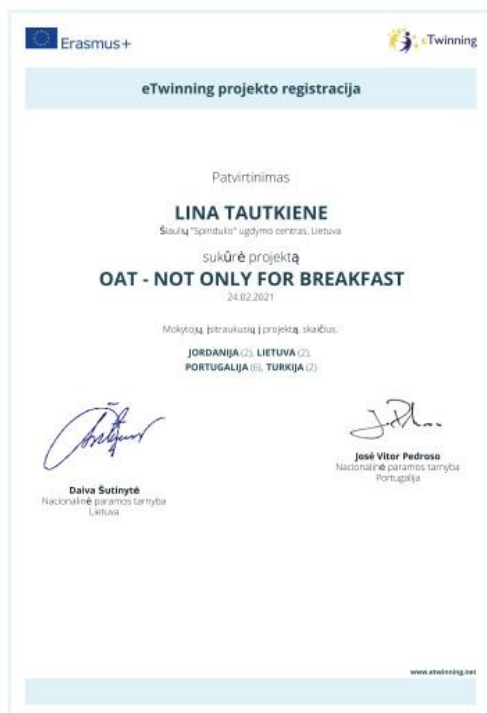 Erasmus+
eTwinning
eTwinning projekto registracija
Patvirtinimas
LINA TAUTKIENE
Šiaulių "Spindulio" ugdymo centras, Lietuva
sukūrė projektą
OAT - NOT ONLY FOR BREAKFAST
24.02.2021
Mokytojų, įsitraukusių į projektą, skaičius.
JORDANIJA (2), LIETUVA (2),
PORTUGALIJA (6), TURKIJA (2)
Daiva Šutinytė
Nacionalinė paramos tarnyba
Lietuva
José Vitor Pedroso
Nacionalinė paramos tarnyba
Portugalija
www.etwinning.net